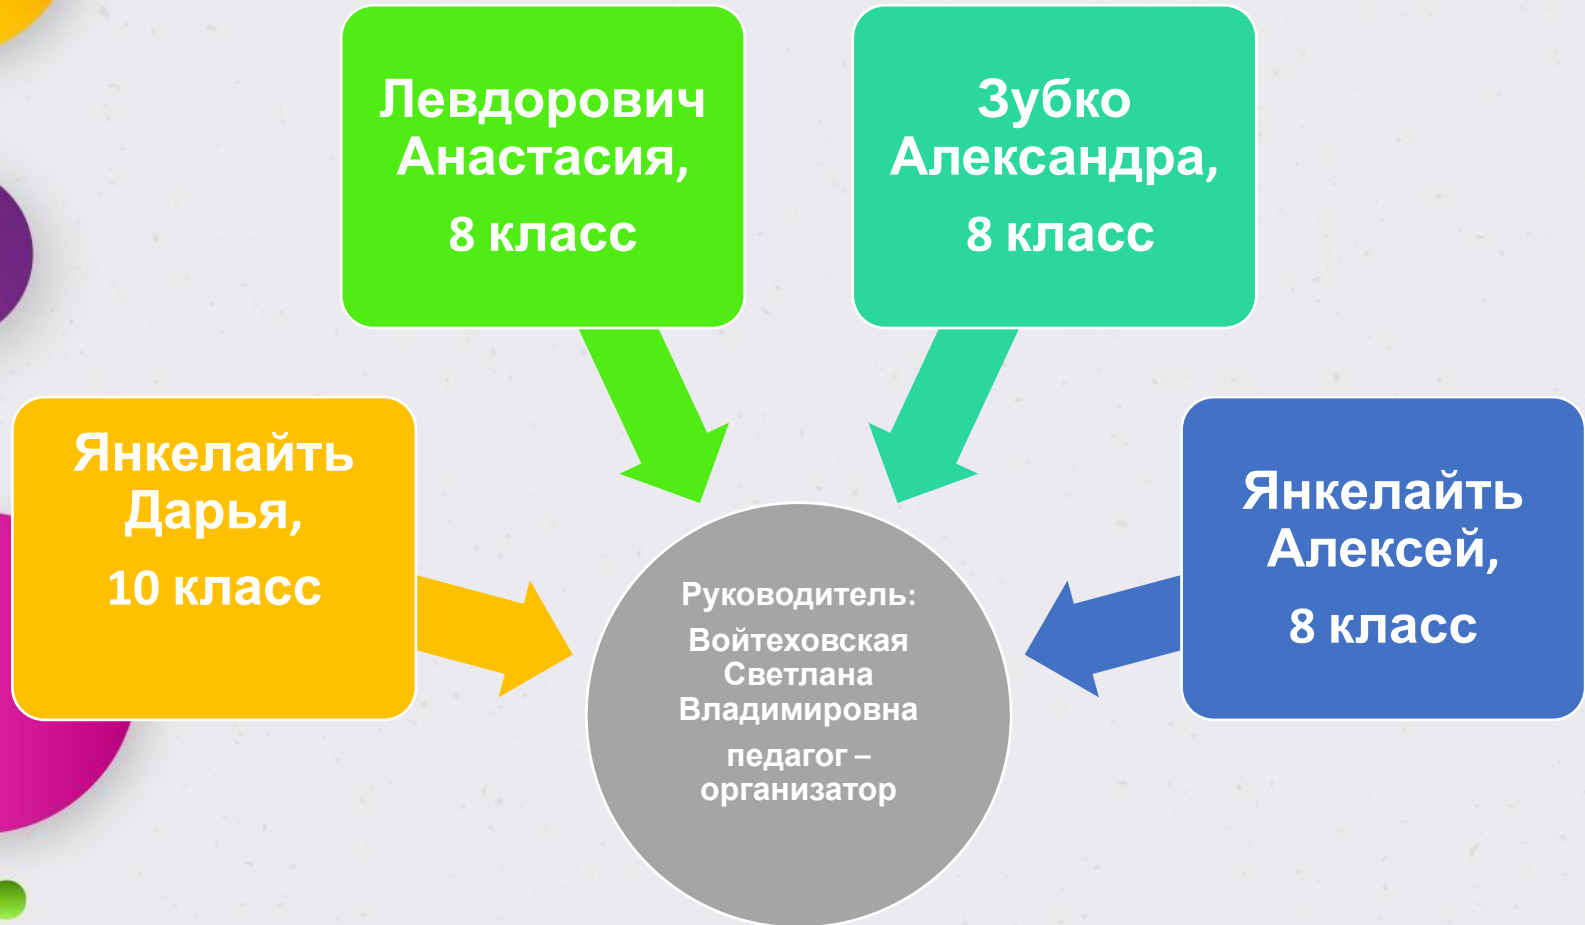 Левдорович
Анастасия,
8 класс
Зубко
Александра,
8 класс
Янкелайть
Дарья,
10 класс
Янкелайть
Алексей,
8 класс
Руководитель:
Войтеховская
Светлана
Владимировна
педагог –
организатор